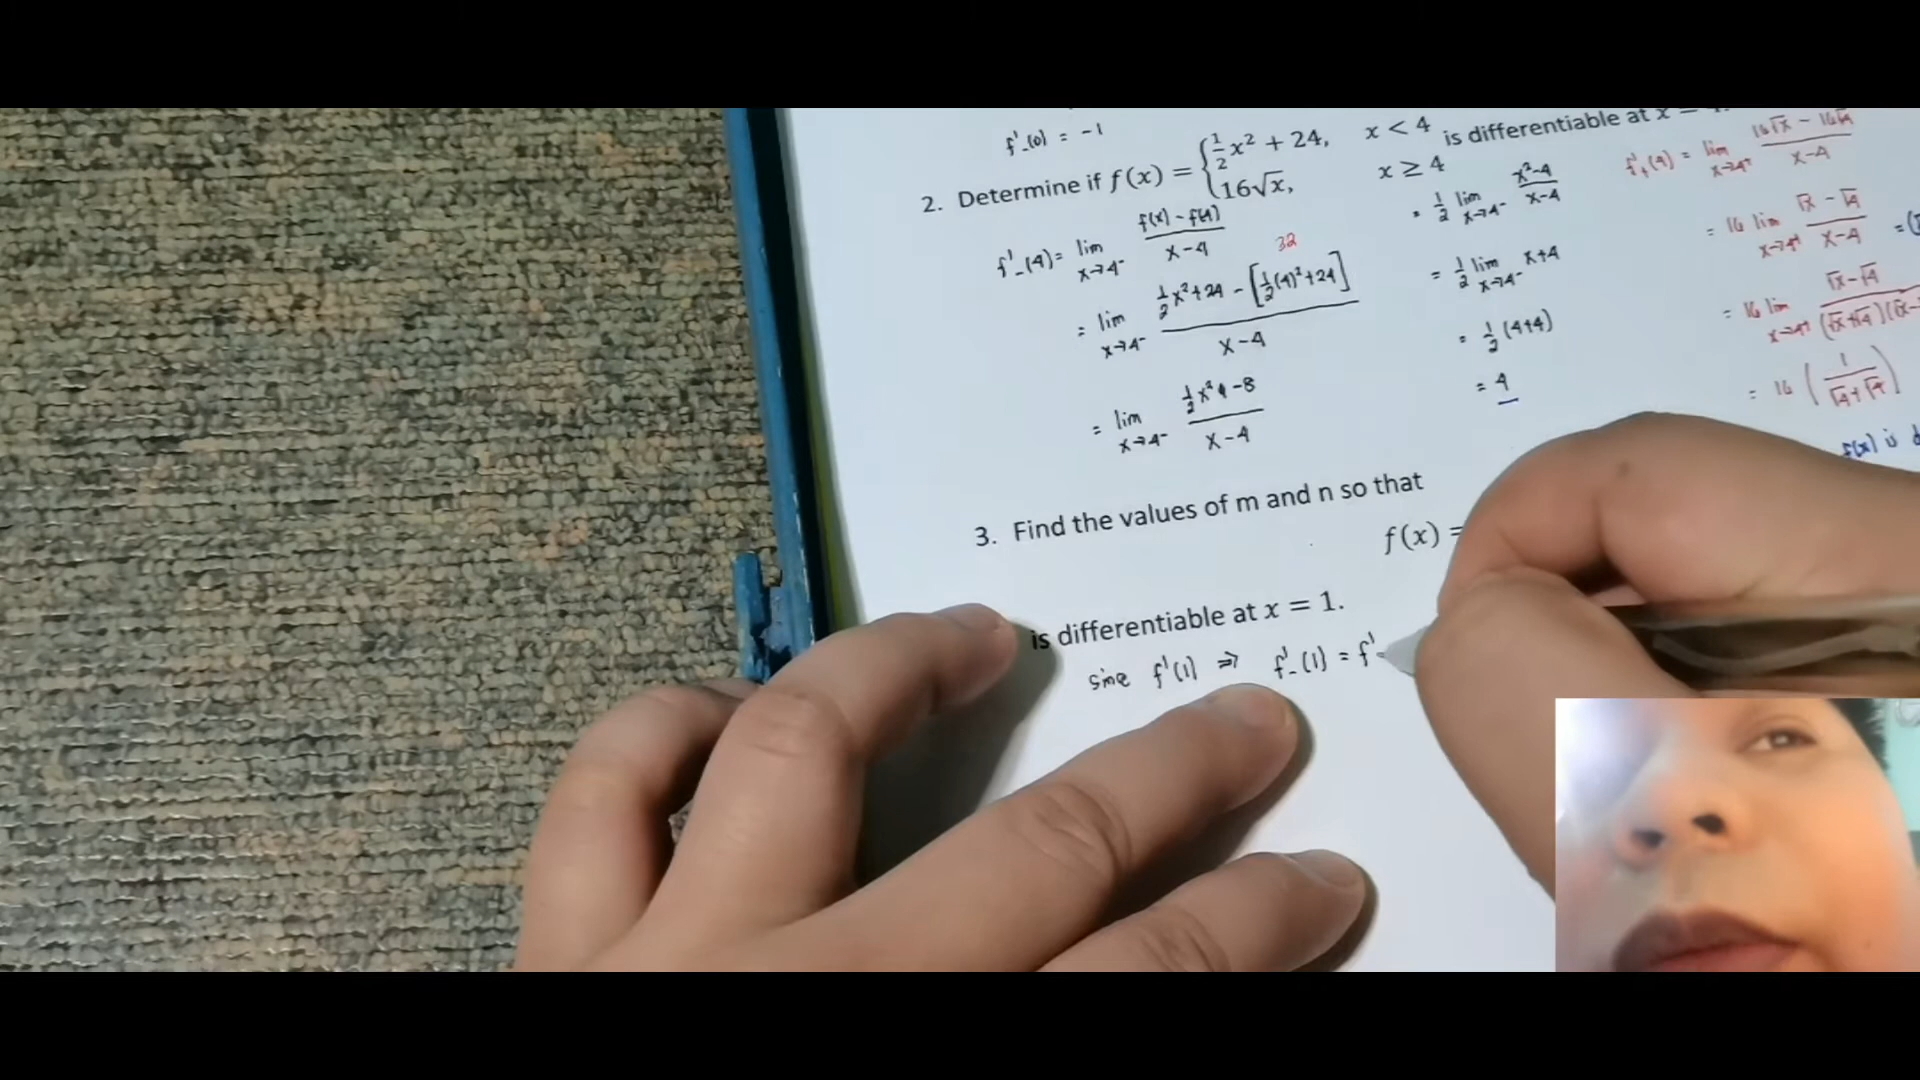 f'_-(0) = -1
2. Determine if f(x) = { 1/2 x² + 24, x < 4
16√x, x ≥ 4 is differentiable at x
f'_-(4) = lim x→4⁻ (f(x) - f(4))/(x-4)
= lim x→4⁻ (1/2 x² + 24 - [1/2 (4)² + 24])/(x-4)
32
= lim x→4⁻ (1/2 x² - 8)/(x-4)
= 1/2 lim x→4⁻ (x²-4)/(x-4)
= 1/2 lim x→4⁻ x+4
= 1/2 (4+4)
= 4
f'_+(4) = lim x→4⁺ (16√x - 16√4)/(x-4)
= 16 lim x→4⁺ (√x - √4)/(x-4)
= 16 lim x→4⁺ (√x-√4)/(√x+√4)(√x-
= 16 (1/(√4+√4))
f(x) is
3. Find the values of m and n so that
f(x) =
is differentiable at x = 1.
sine f'(1) ⇒ f'_-(1) = f'